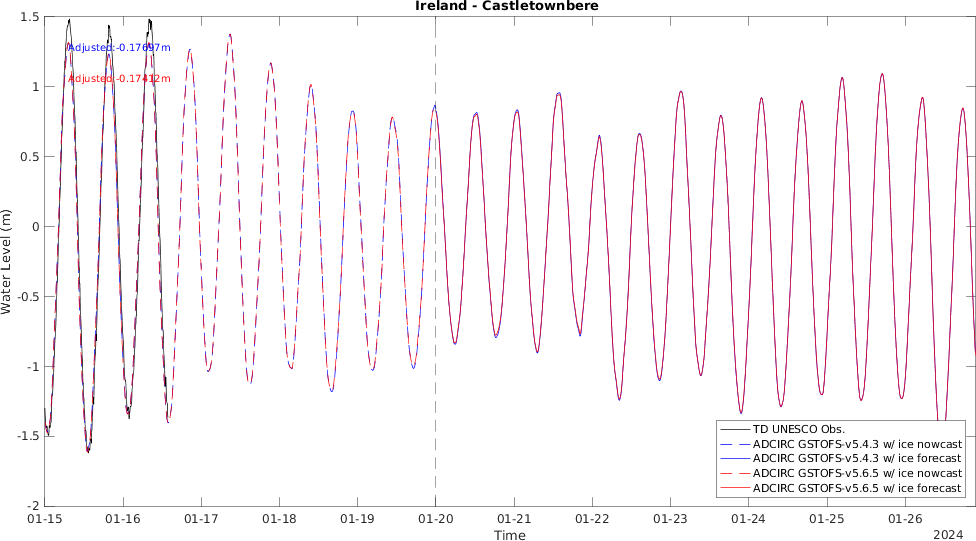 Ireland - Castletownbere
1.5
Adjusted:-0.17697m
1
Adjusted:-0.17412m
0.5
0
Water Level (m)
-0.5
-1
-1.5
-2
TD UNESCO Obs.
ADCIRC GSTOFS-v5.4.3 w/ ice nowcast
ADCIRC GSTOFS-v5.4.3 w/ ice forecast
ADCIRC GSTOFS-v5.6.5 w/ ice nowcast
ADCIRC GSTOFS-v5.6.5 w/ ice forecast
01-15 01-16 01-17 01-18 01-19 01-20 01-21 01-22 01-23 01-24 01-25 01-26
Time
2024